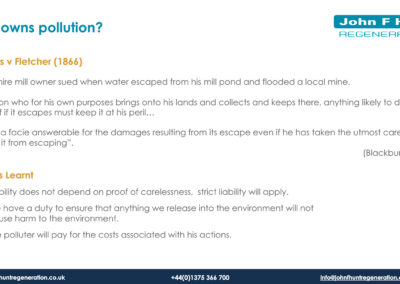 owns pollution?
John F H
REGENERAT
s v Fletcher (1866)
ire mill owner sued when water escaped from his mill pond and flooded a local mine.
on who for his own purposes brings onto his lands and collects and keeps there, anything likely to d
f if it escapes must keep it at his peril…
a facie answerable for the damages resulting from its escape even if he has taken the utmost care
it from escaping".
(Blackbur
s Learnt
bility does not depend on proof of carelessness, strict liability will apply.
e have a duty to ensure that anything we release into the environment will not
use harm to the environment.
e polluter will pay for the costs associated with his actions.
huntregeneration.co.uk
+44(0)1375 366 700
info@johnfhuntregeneration.co